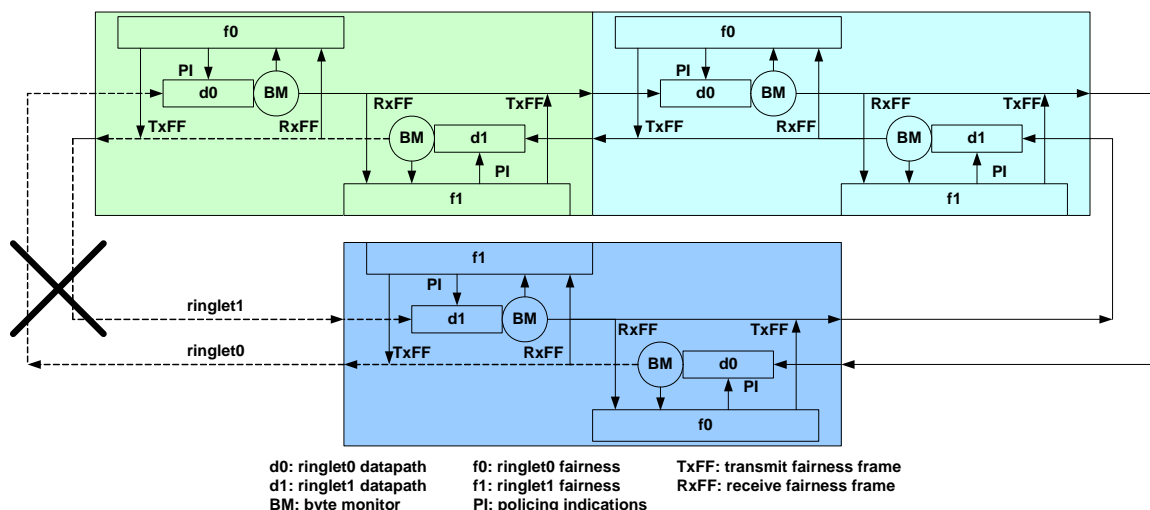 f0
f0
PI
PI
d0
BM
d0
BM
RxFF
TxFF
RxFF
TxFF
TxFF
RxFF
TxFF
RxFF
BM
d1
BM
d1
PI
PI
f1
f1
f1
PI
ringlet1
d1
BM
RxFF
TxFF
ringlet0
TxFF
RxFF
BM
d0
PI
f0
d0: ringlet0 datapath
f0: ringlet0 fairness
TxFF: transmit fairness frame
d1: ringlet1 datapath
f1: ringlet1 fairness
RxFF: receive fairness frame
BM: byte monitor
PI: policing indications